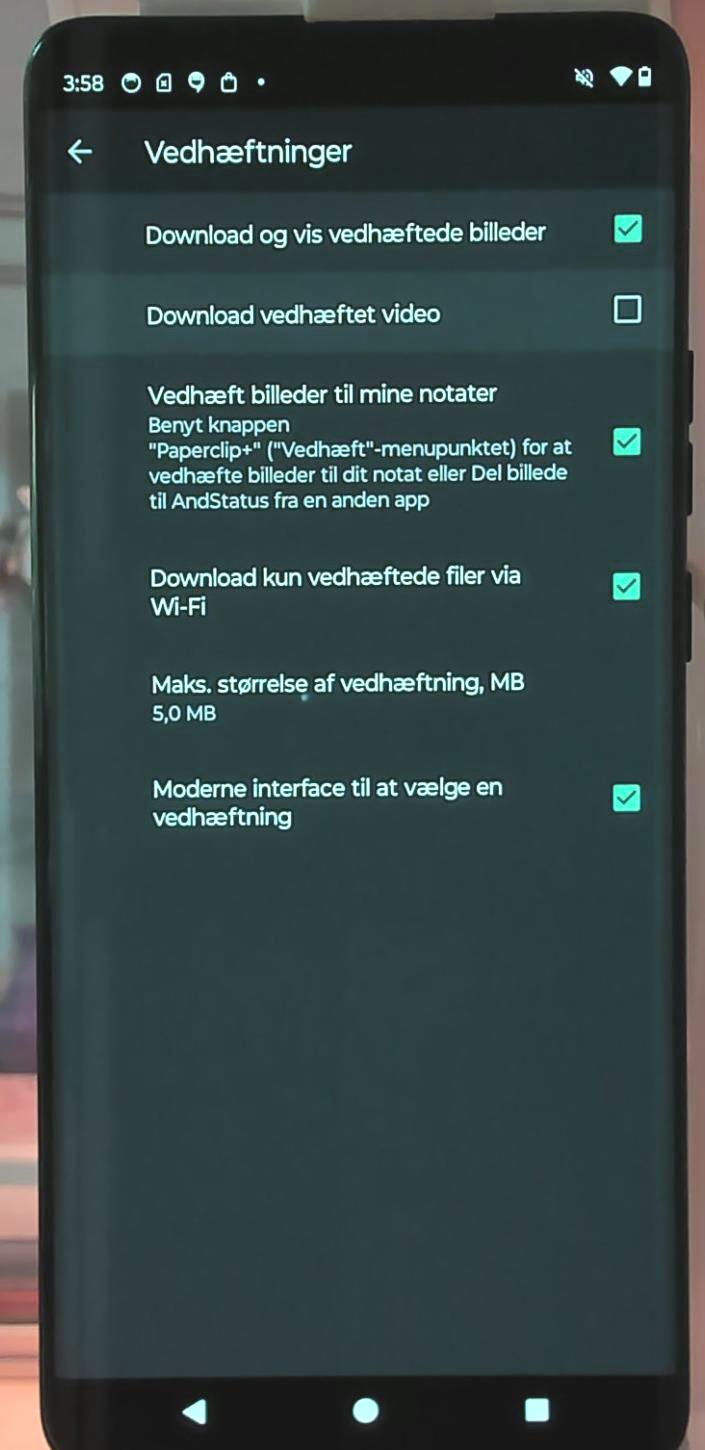 3:58
Vedhæftninger
Download og vis vedhæftede billeder
Download vedhæftet video
Vedhæft billeder til mine notater
Benyt knappen
"Paperclip+" ("Vedhæft"-menupunktet) for at
vedhæfte billeder til dit notat eller Del billede
til AndStatus fra en anden app
Download kun vedhæftede filer via
Wi-Fi
Maks. størrelse af vedhæftning, MB
5,0 MB
Moderne interface til at vælge en
vedhæftning